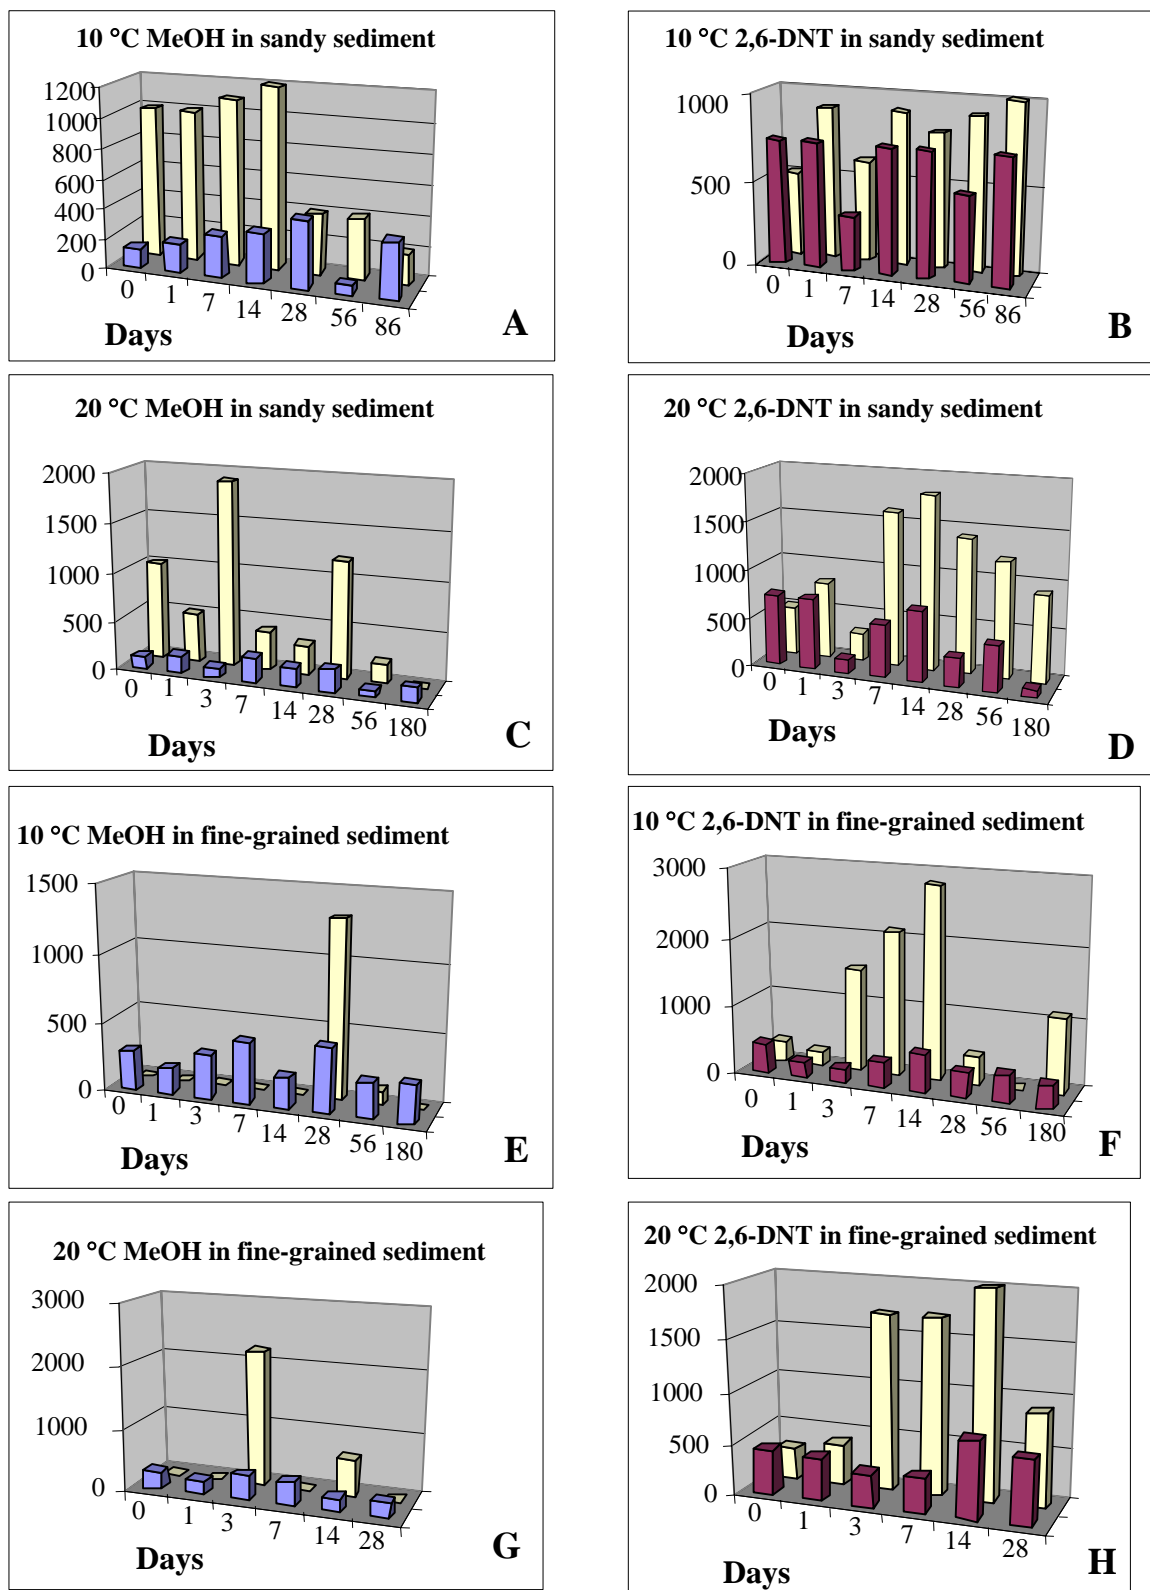 10 °C MeOH in sandy sediment
1200
1000
800
600
400
200
0
0 1 7 14 28 56 86
Days
A
10 °C 2,6-DNT in sandy sediment
1000
500
0
0 1 7 14 28 56 86
Days
B
20 °C MeOH in sandy sediment
2000
1500
1000
500
0
0 1 3 7 14 28 56 180
Days
C
20 °C 2,6-DNT in sandy sediment
2000
1500
1000
500
0
0 1 3 7 14 28 56 180
Days
D
10 °C MeOH in fine-grained sediment
1500
1000
500
0
0 1 3 7 14 28 56 180
Days
E
10 °C 2,6-DNT in fine-grained sediment
3000
2000
1000
0
0 1 3 7 14 28 56 180
Days
F
20 °C MeOH in fine-grained sediment
3000
2000
1000
0
0 1 3 7 14 28
Days
G
20 °C 2,6-DNT in fine-grained sediment
2000
1500
1000
500
0
0 1 3 7 14 28
Days
H